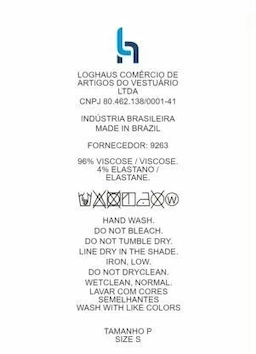 LOGHAUS COMÉRCIO DE
ARTIGOS DO VESTUÁRIO
LTDA
CNPJ 80.462.138/0001-41
INDÚSTRIA BRASILEIRA
MADE IN BRAZIL
FORNECEDOR: 9263
96% VISCOSE / VISCOSE.
4% ELASTANO /
ELASTANE.
HAND WASH.
DO NOT BLEACH.
DO NOT TUMBLE DRY.
LINE DRY IN THE SHADE.
IRON, LOW.
DO NOT DRYCLEAN.
WETCLEAN, NORMAL.
LAVAR COM CORES
SEMELHANTES
WASH WITH LIKE COLORS
TAMANHO P
SIZE S